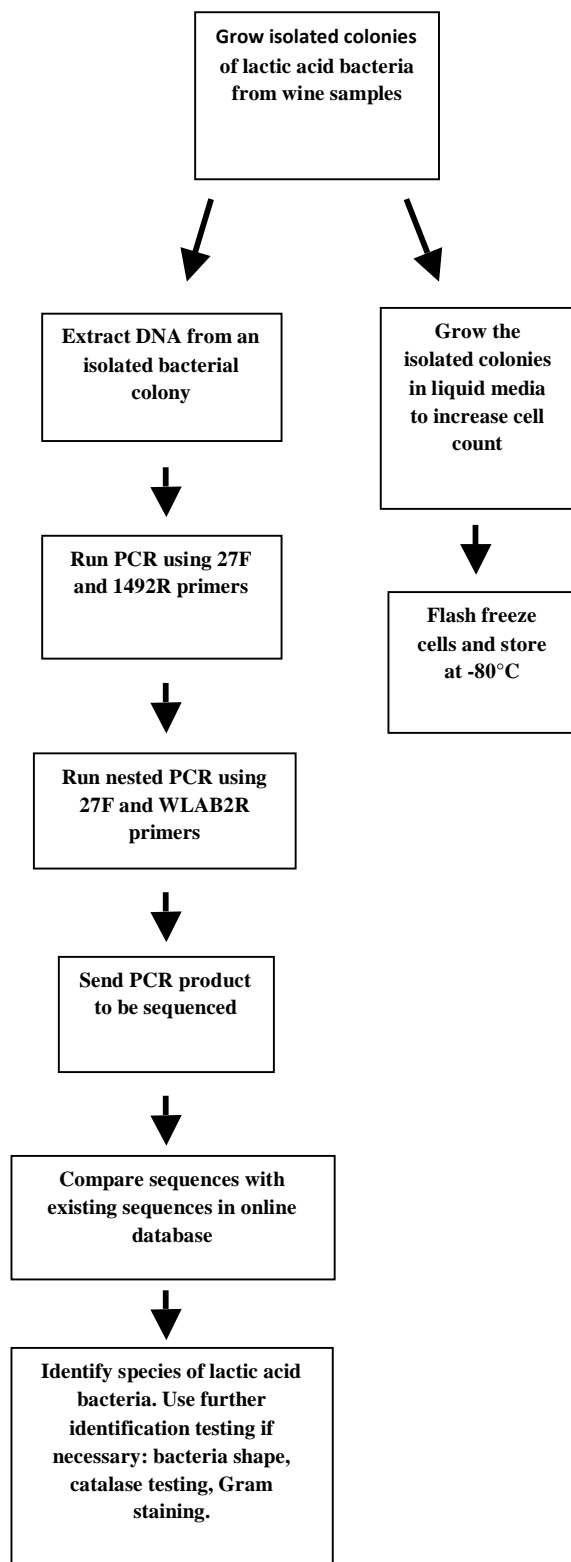 Grow isolated colonies
of lactic acid bacteria
from wine samples
Extract DNA from an
isolated bacterial
colony
Run PCR using 27F
and 1492R primers
Run nested PCR using
27F and WLAB2R
primers
Send PCR product
to be sequenced
Compare sequences with
existing sequences in online
database
Identify species of lactic acid
bacteria. Use further
identification testing if
necessary: bacteria shape,
catalase testing, Gram
staining.
Grow the
isolated colonies
in liquid media
to increase cell
count
Flash freeze
cells and store
at -80°C